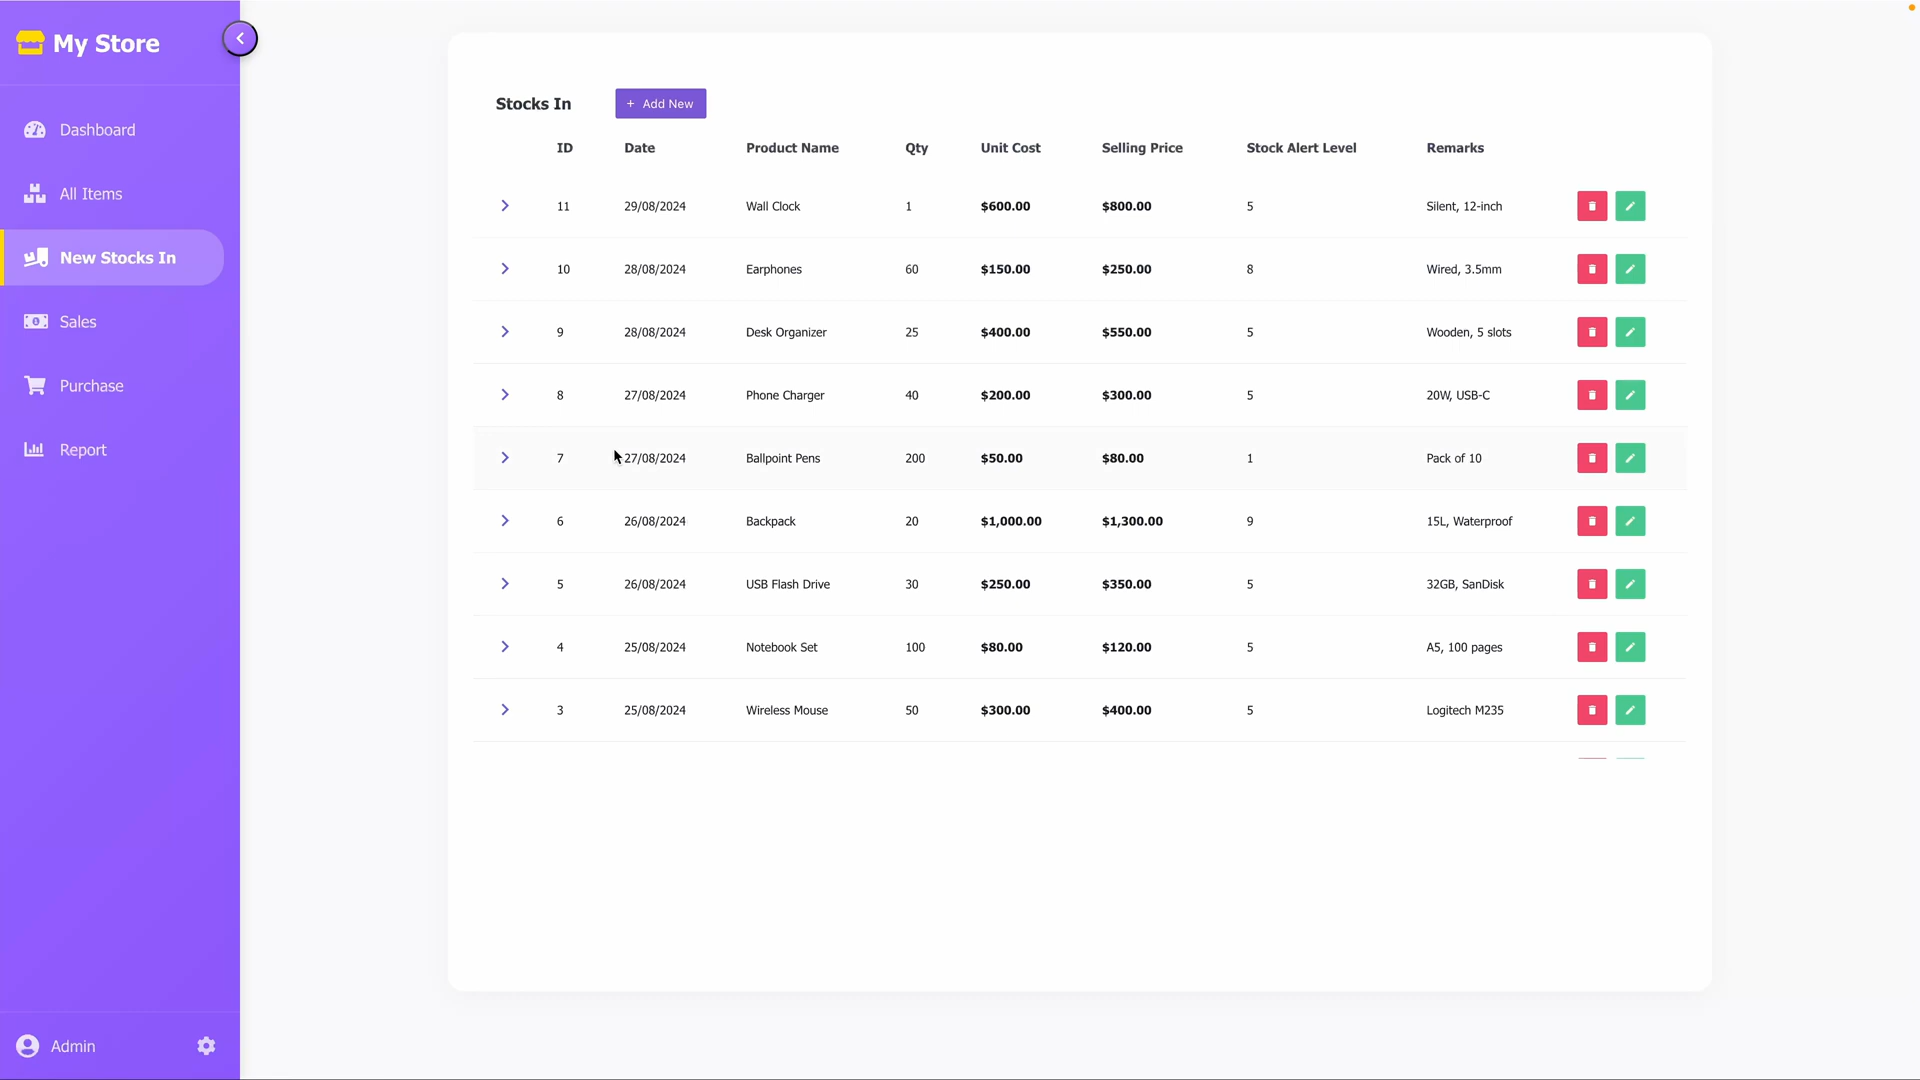 My Store
Dashboard
All Items
New Stocks In
Sales
Purchase
Report
Admin
Stocks In
+ Add New
ID Date Product Name Qty Unit Cost Selling Price Stock Alert Level Remarks
11 29/08/2024 Wall Clock 1 $600.00 $800.00 5 Silent, 12-inch
10 28/08/2024 Earphones 60 $150.00 $250.00 8 Wired, 3.5mm
9 28/08/2024 Desk Organizer 25 $400.00 $550.00 5 Wooden, 5 slots
8 27/08/2024 Phone Charger 40 $200.00 $300.00 5 20W, USB-C
7 27/08/2024 Ballpoint Pens 200 $50.00 $80.00 1 Pack of 10
6 26/08/2024 Backpack 20 $1,000.00 $1,300.00 9 15L, Waterproof
5 26/08/2024 USB Flash Drive 30 $250.00 $350.00 5 32GB, SanDisk
4 25/08/2024 Notebook Set 100 $80.00 $120.00 5 A5, 100 pages
3 25/08/2024 Wireless Mouse 50 $300.00 $400.00 5 Logitech M235